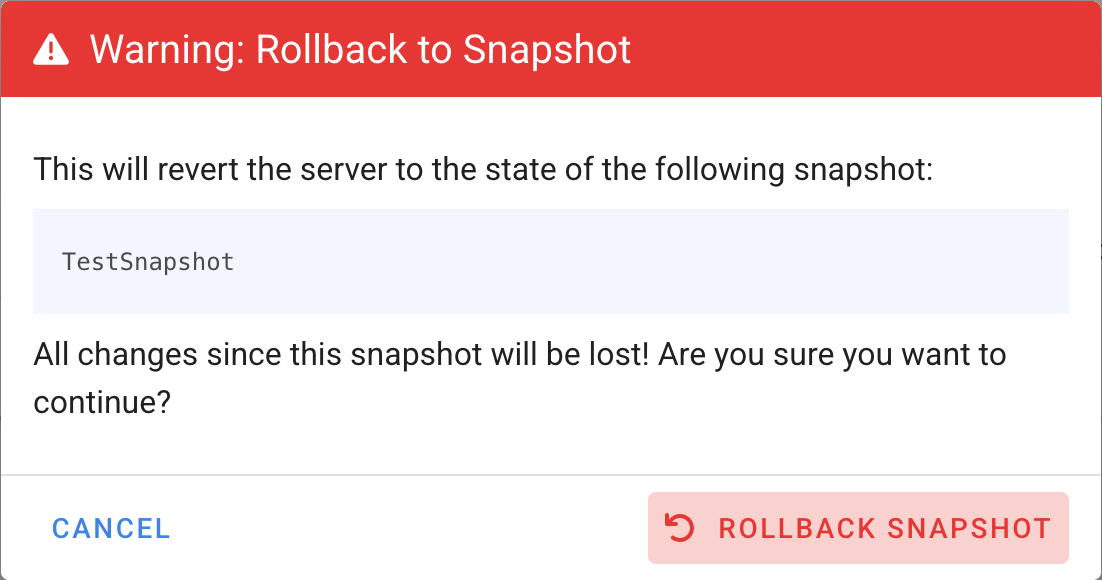 Warning: Rollback to Snapshot
This will revert the server to the state of the following snapshot:
TestSnapshot
All changes since this snapshot will be lost! Are you sure you want to
continue?
CANCEL
ROLLBACK SNAPSHOT